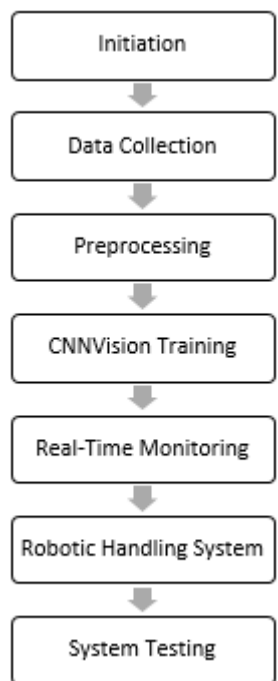 Initiation
Data Collection
Preprocessing
CNNVision Training
Real-Time Monitoring
Robotic Handling System
System Testing